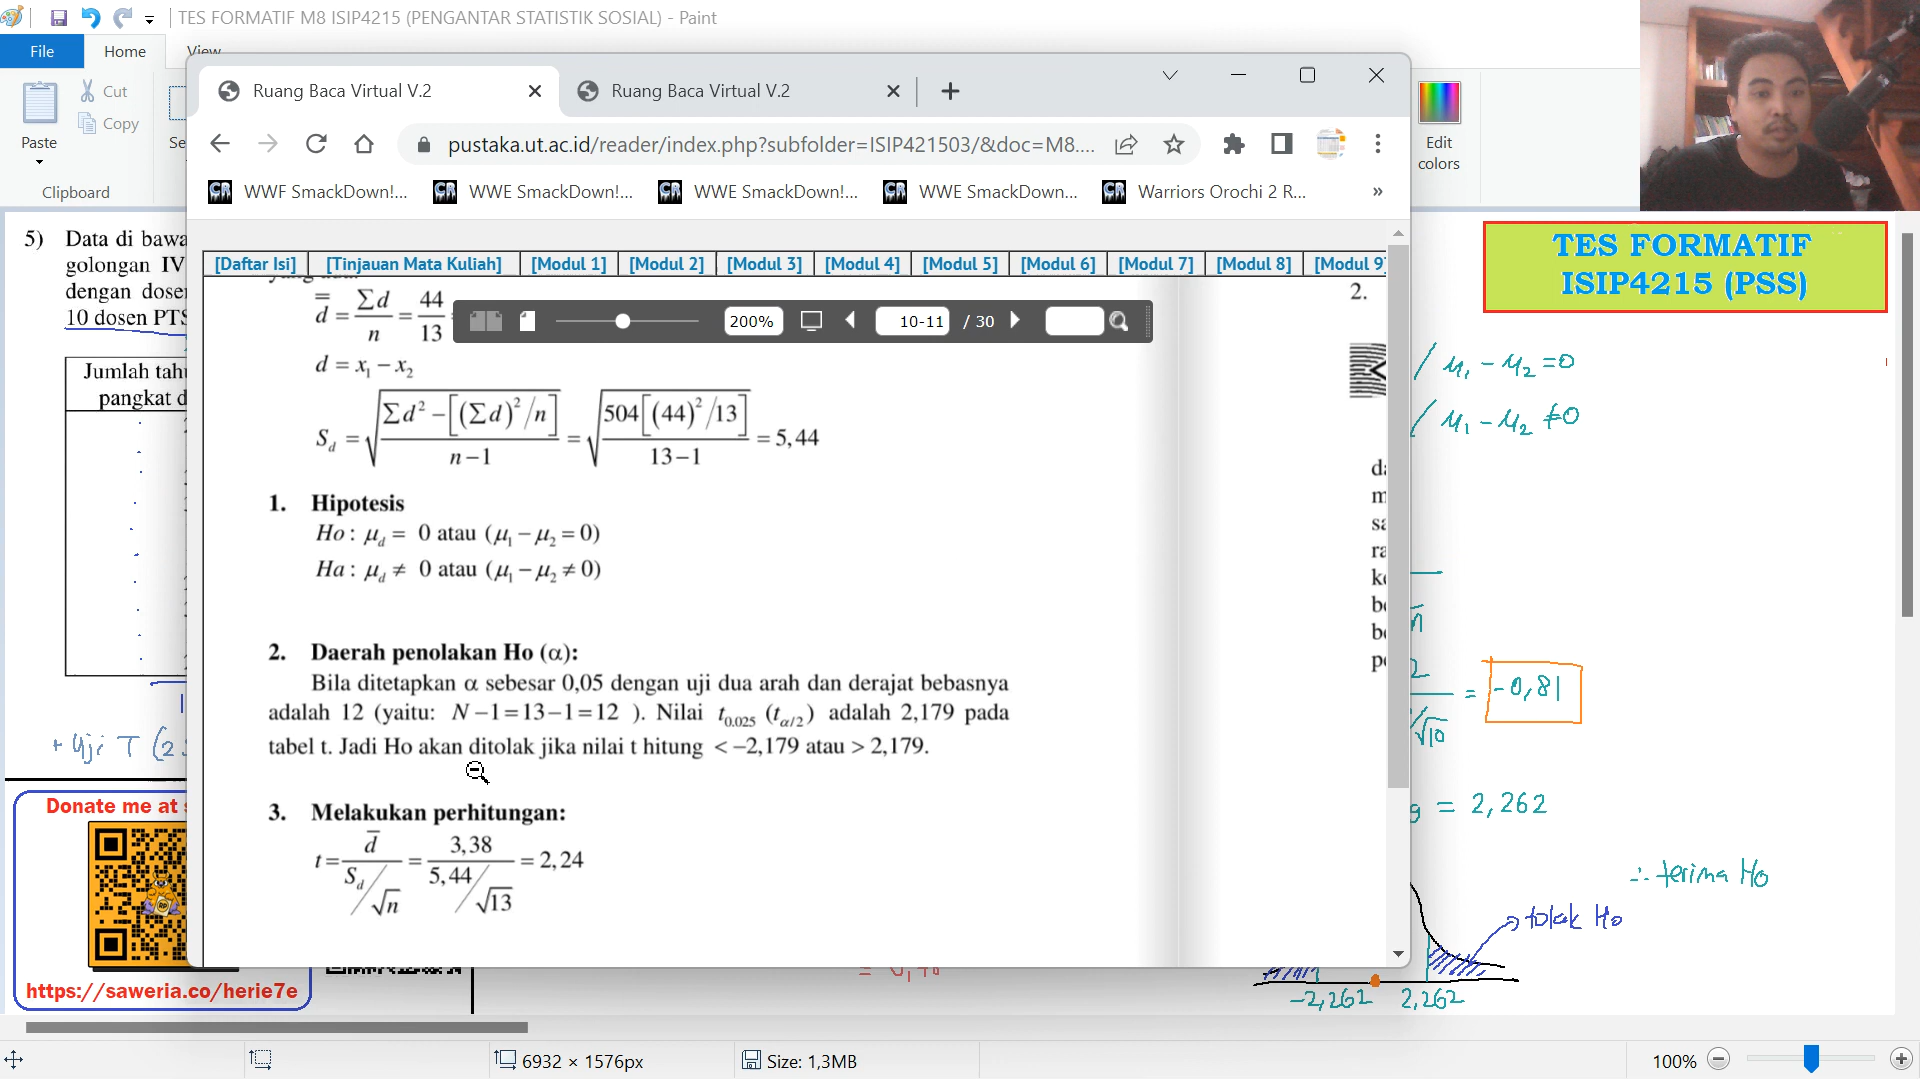 TES FORMATIF M8 ISIP4215 (PENGANTAR STATISTIK SOSIAL) - Paint
File
Home
View
Paste
Cut
Copy
Se
Clipboard
Edit
colors
Ruang Baca Virtual V.2
Ruang Baca Virtual V.2
pustaka.ut.ac.id/reader/index.php?subfolder=ISIP421503/&doc=M8....
WWF SmackDown!...
WWE SmackDown!...
WWE SmackDown!...
WWE SmackDown...
Warriors Orochi 2 R...
»
[Daftar Isi] [Tinjauan Mata Kuliah] [Modul 1] [Modul 2] [Modul 3] [Modul 4] [Modul 5] [Modul 6] [Modul 7] [Modul 8] [Modul 9]
200%
10-11 / 30
d̿ = Σd / n = 44 / 13
d = x₁ − x₂
S_d = √((Σd² − [(Σd)² / n]) / (n − 1)) = √((504[(44)² / 13]) / (13 − 1)) = 5,44
1. Hipotesis
Ho : μ_d = 0 atau (μ₁ − μ₂ = 0)
Ha : μ_d ≠ 0 atau (μ₁ − μ₂ ≠ 0)
2. Daerah penolakan Ho (α):
Bila ditetapkan α sebesar 0,05 dengan uji dua arah dan derajat bebasnya
adalah 12 (yaitu: N − 1 = 13 − 1 = 12 ). Nilai t0.025 (tα/2) adalah 2,179 pada
tabel t. Jadi Ho akan ditolak jika nilai t hitung < −2,179 atau > 2,179.
3. Melakukan perhitungan:
t = d̄ / (S_d / √n) = 3,38 / (5,44 / √13) = 2,24
2.
5) Data di bawa
golongan IV
dengan dose
10 dosen PTS
Jumlah tah
pangkat d
+ Uji T (2
Donate me at
https://saweria.co/herie7e
TES FORMATIF
ISIP4215 (PSS)
/ μ₁ − μ₂ = 0
/ μ₁ − μ₂ ≠ 0
√10
= -0,81
= 2,262
∴ terima Ho
tolak Ho
-2,262 2,262
6932 × 1576px
Size: 1,3MB
100%